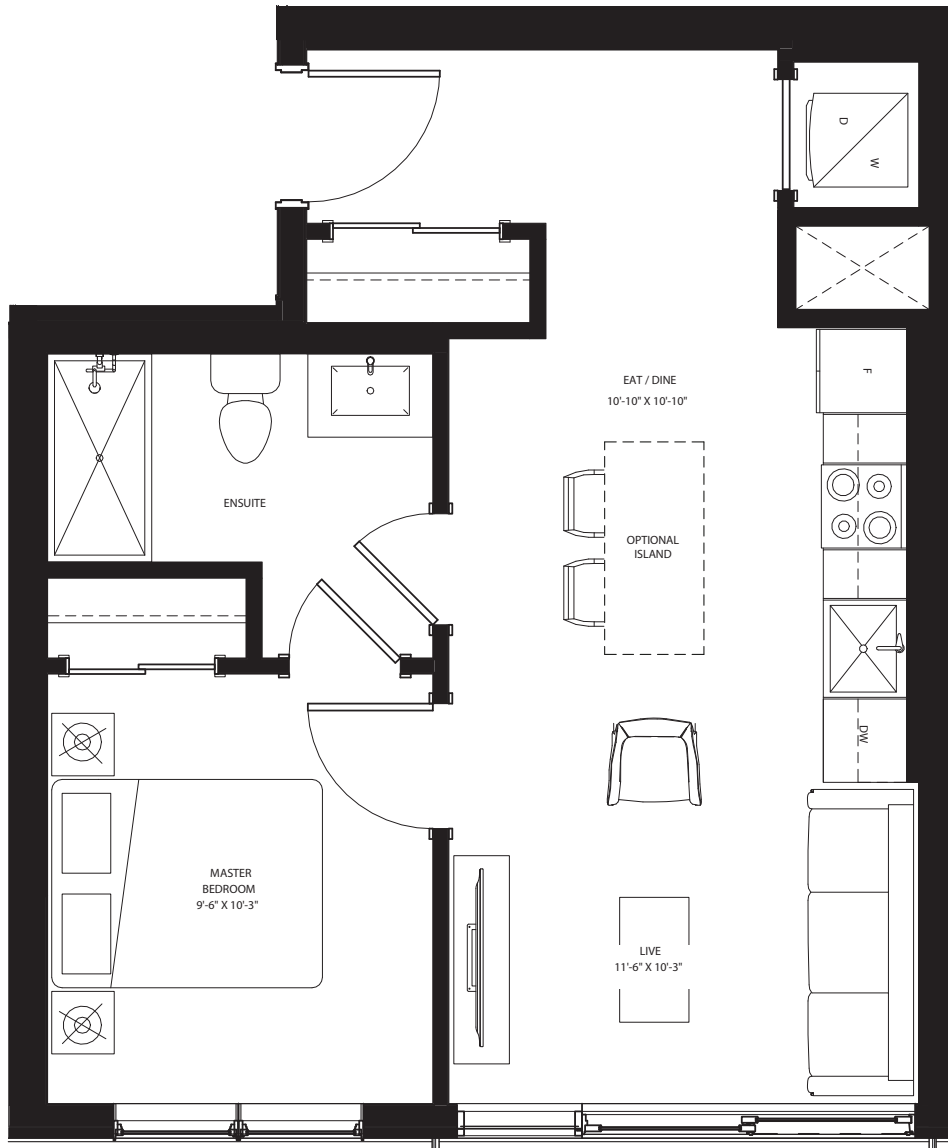 D
W
F
EAT / DINE
10'-10" X 10'-10"
ENSUITE
OPTIONAL
ISLAND
DW
MASTER
BEDROOM
9'-6" X 10'-3"
LIVE
11'-6" X 10'-3"